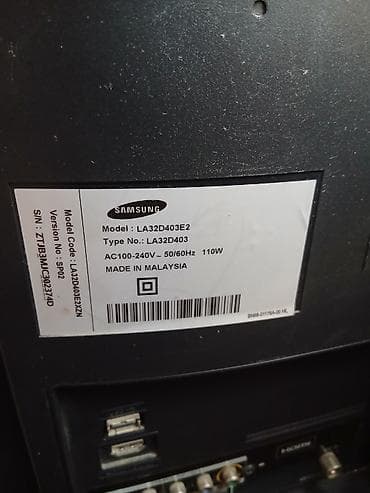 SAMSUNG
Model : LA32D403E2
Type No.: LA32D403
AC100-240V~ 50/60Hz 110W
MADE IN MALAYSIA
Model Code : LA32D403E2XZN
Version No : SP02
S/N :